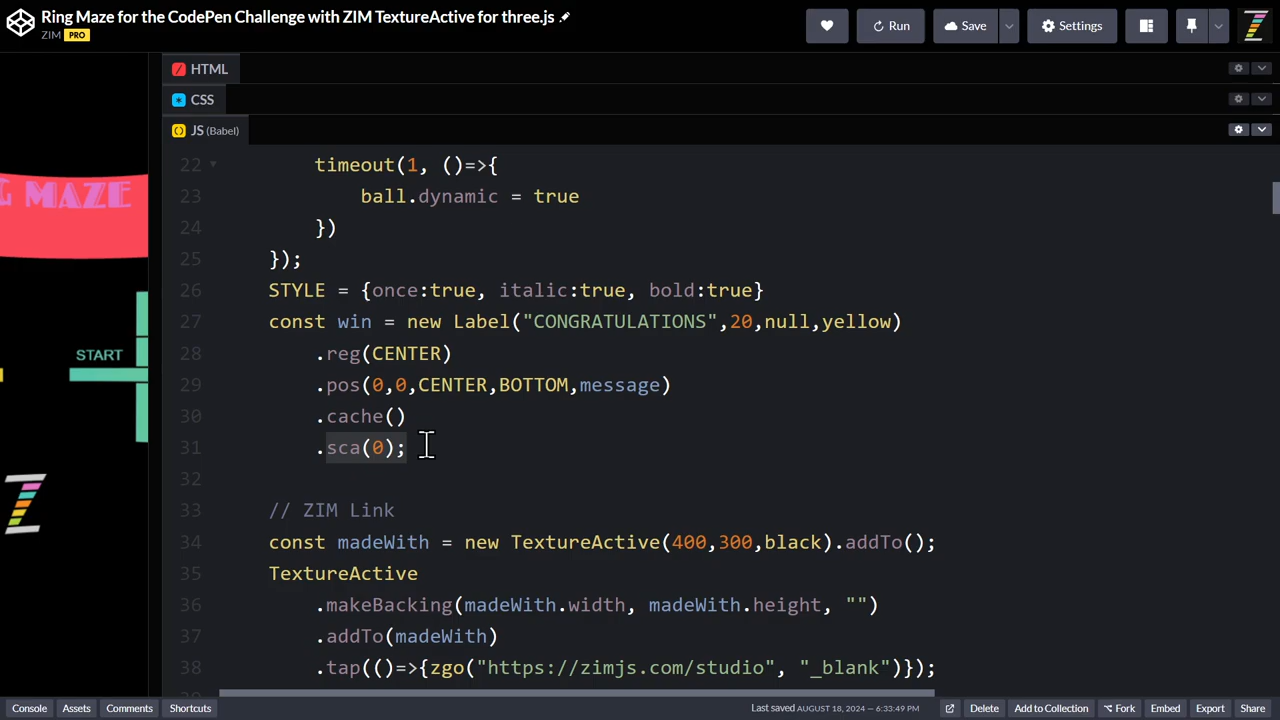 Ring Maze for the CodePen Challenge with ZIM TextureActive for three.js
ZIM PRO
Run
Save
Settings
HTML
CSS
JS (Babel)
G MAZE
START
22 timeout(1, ()=>{
23 ball.dynamic = true
24 })
25 });
26 STYLE = {once:true, italic:true, bold:true}
27 const win = new Label("CONGRATULATIONS",20,null,yellow)
28 .reg(CENTER)
29 .pos(0,0,CENTER,BOTTOM,message)
30 .cache()
31 .sca(0);
32
33 // ZIM Link
34 const madeWith = new TextureActive(400,300,black).addTo();
35 TextureActive
36 .makeBacking(madeWith.width, madeWith.height, "")
37 .addTo(madeWith)
38 .tap(()=>{zgo("https://zimjs.com/studio", "_blank")});
Console Assets Comments Shortcuts Last saved AUGUST 18, 2024 — 6:33:49 PM Delete Add to Collection Fork Embed Export Share